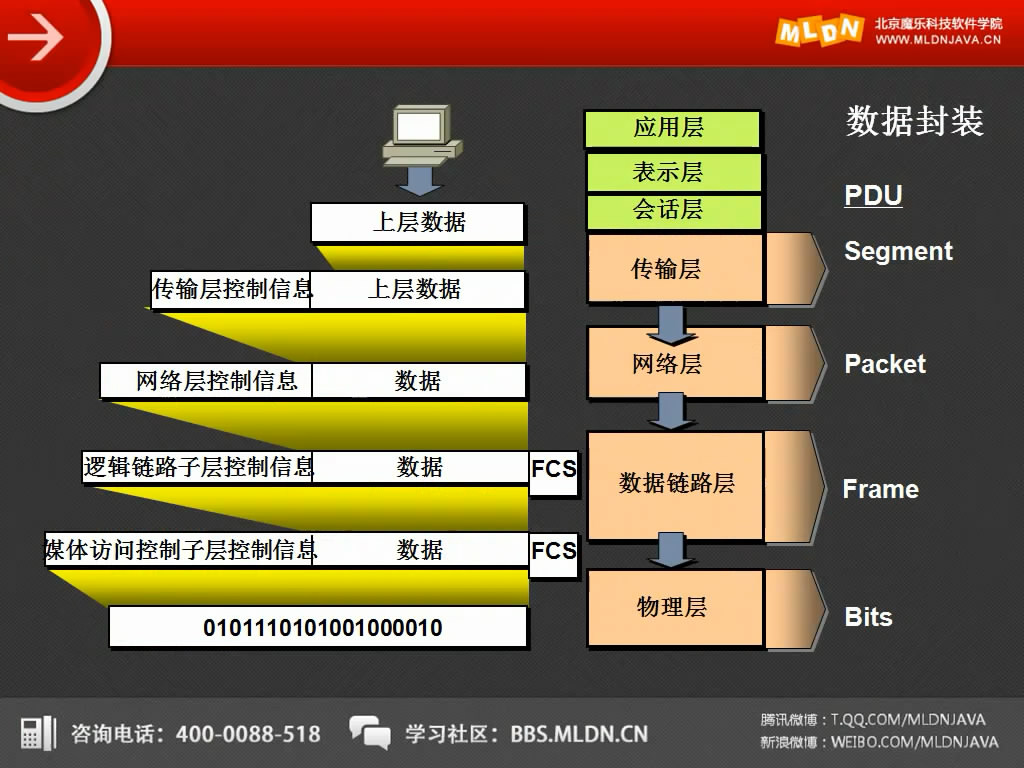 MLDN 北京魔乐科技软件学院
WWW.MLDNJAVA.CN
数据封装
PDU
上层数据
传输层控制信息 上层数据
网络层控制信息 数据
逻辑链路子层控制信息 数据 FCS
媒体访问控制子层控制信息 数据 FCS
0101110101001000010
应用层
表示层
会话层
传输层 Segment
网络层 Packet
数据链路层 Frame
物理层 Bits
咨询电话：400-0088-518 学习社区：BBS.MLDN.CN
腾讯微博：T.QQ.COM/MLDNJAVA
新浪微博：WEIBO.COM/MLDNJAVA